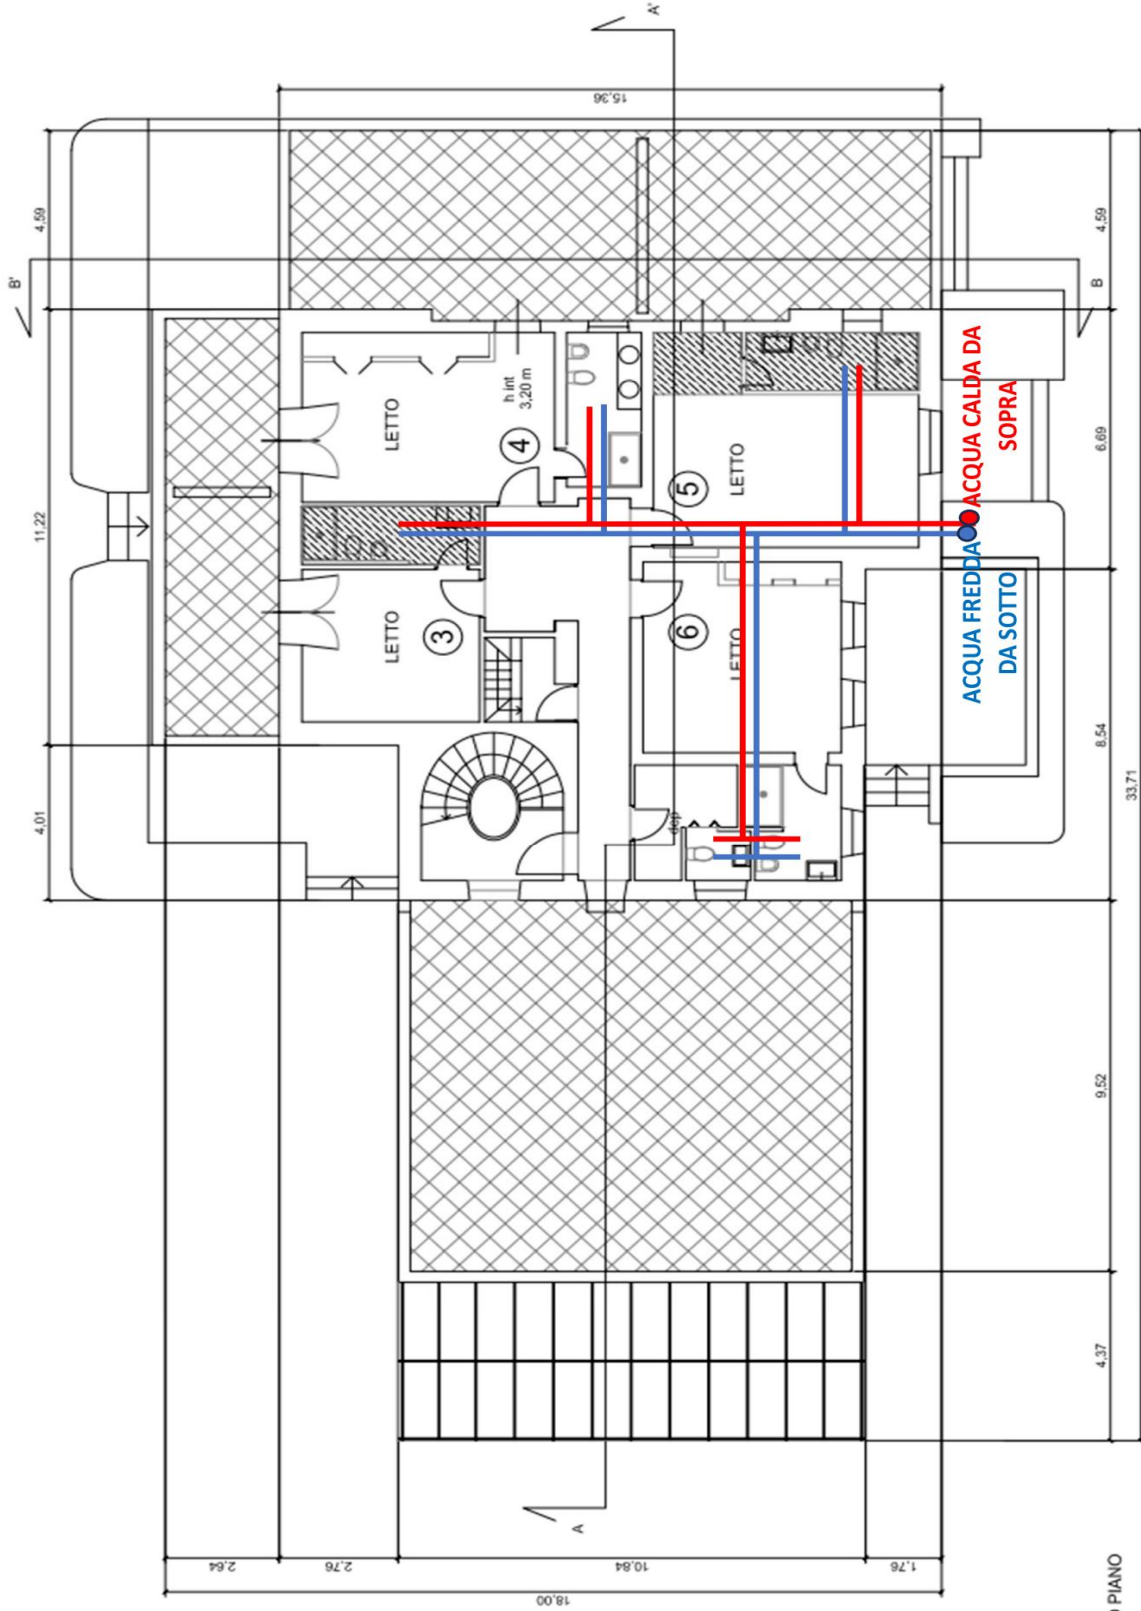 A'
15,36
4,59
4,59
B'
B
h int
3,20 m
LETTO
4
ACQUA CALDA DA
SOPRA
11,22
6,69
LETTO
5
LETTO
3
LETTO
6
ACQUA FREDDA
DA SOTTO
8,54
4,01
dep
33,71
9,52
4,37
A
2,64
2,76
10,84
1,76
18,00
PIANO